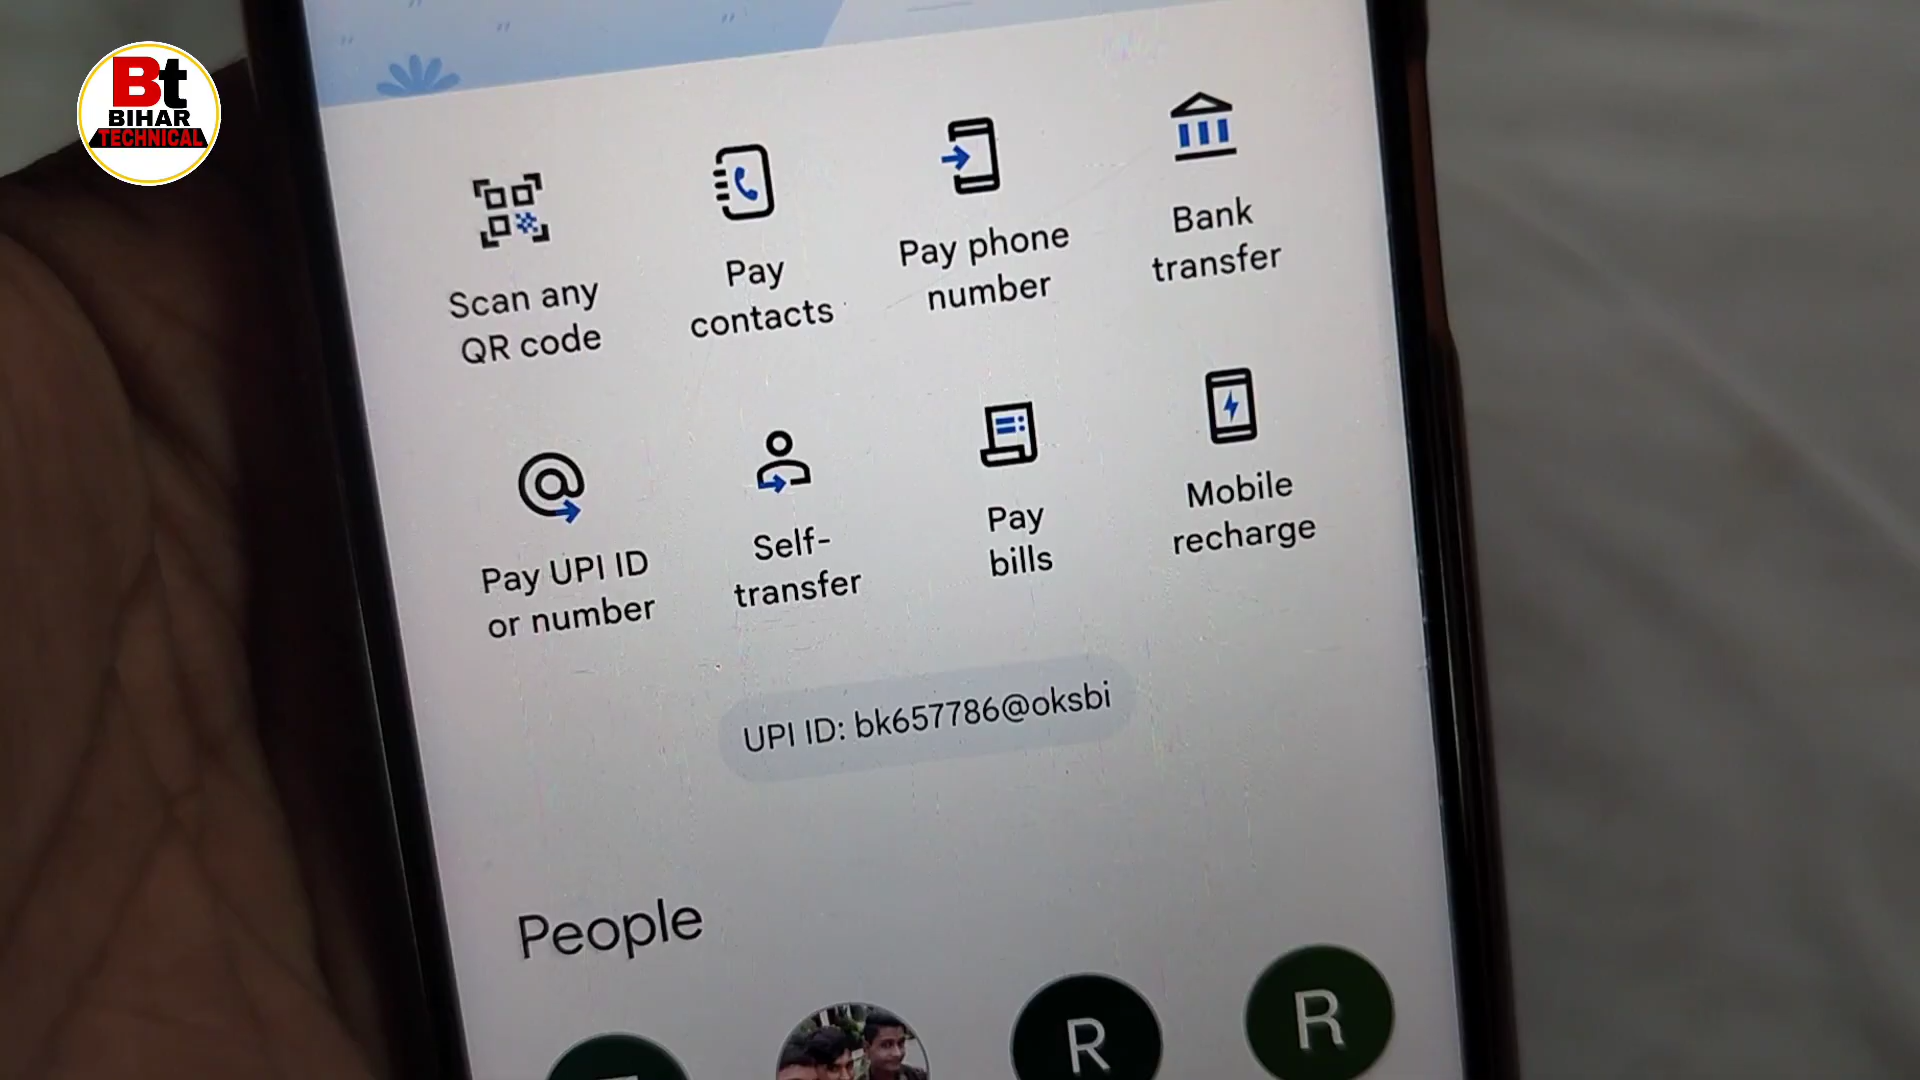 Bt
BIHAR
TECHNICAL
Scan any
QR code
Pay
contacts
Pay phone
number
Bank
transfer
Pay UPI ID
or number
Self-
transfer
Pay
bills
Mobile
recharge
UPI ID: bk657786@oksbi
People
R
R